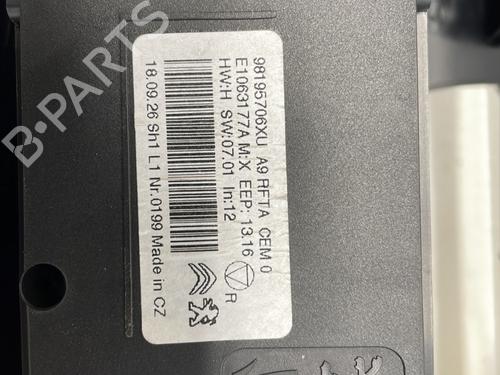 98195706XU A9 RFTA CEM 0
E1063177A M:X EEP: 13.16
HW:H SW:07.01 In:12
R
18.09.26 Sh1 L1 Nr.0199 Made in CZ
B-Parts